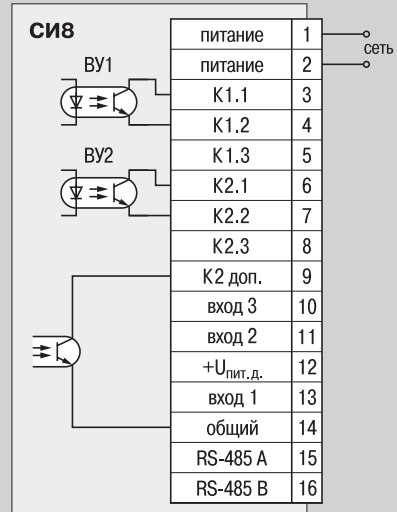 СИ8
питание 1
сеть
питание 2
ВУ1
К1.1 3
К1.2 4
К1.3 5
ВУ2
К2.1 6
К2.2 7
К2.3 8
К2 доп. 9
вход 3 10
вход 2 11
+Uпит.д. 12
вход 1 13
общий 14
RS-485 А 15
RS-485 В 16